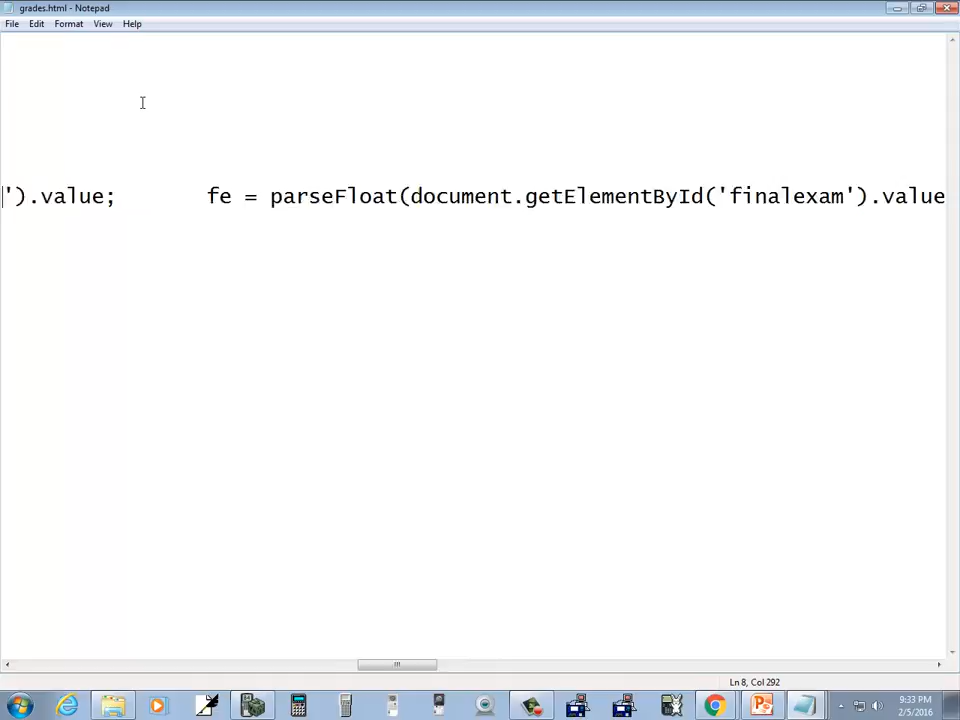 grades.html - Notepad
File Edit Format View Help
').value; fe = parseFloat(document.getElementById('finalexam').value
Ln 8, Col 292
9:33 PM
2/5/2016